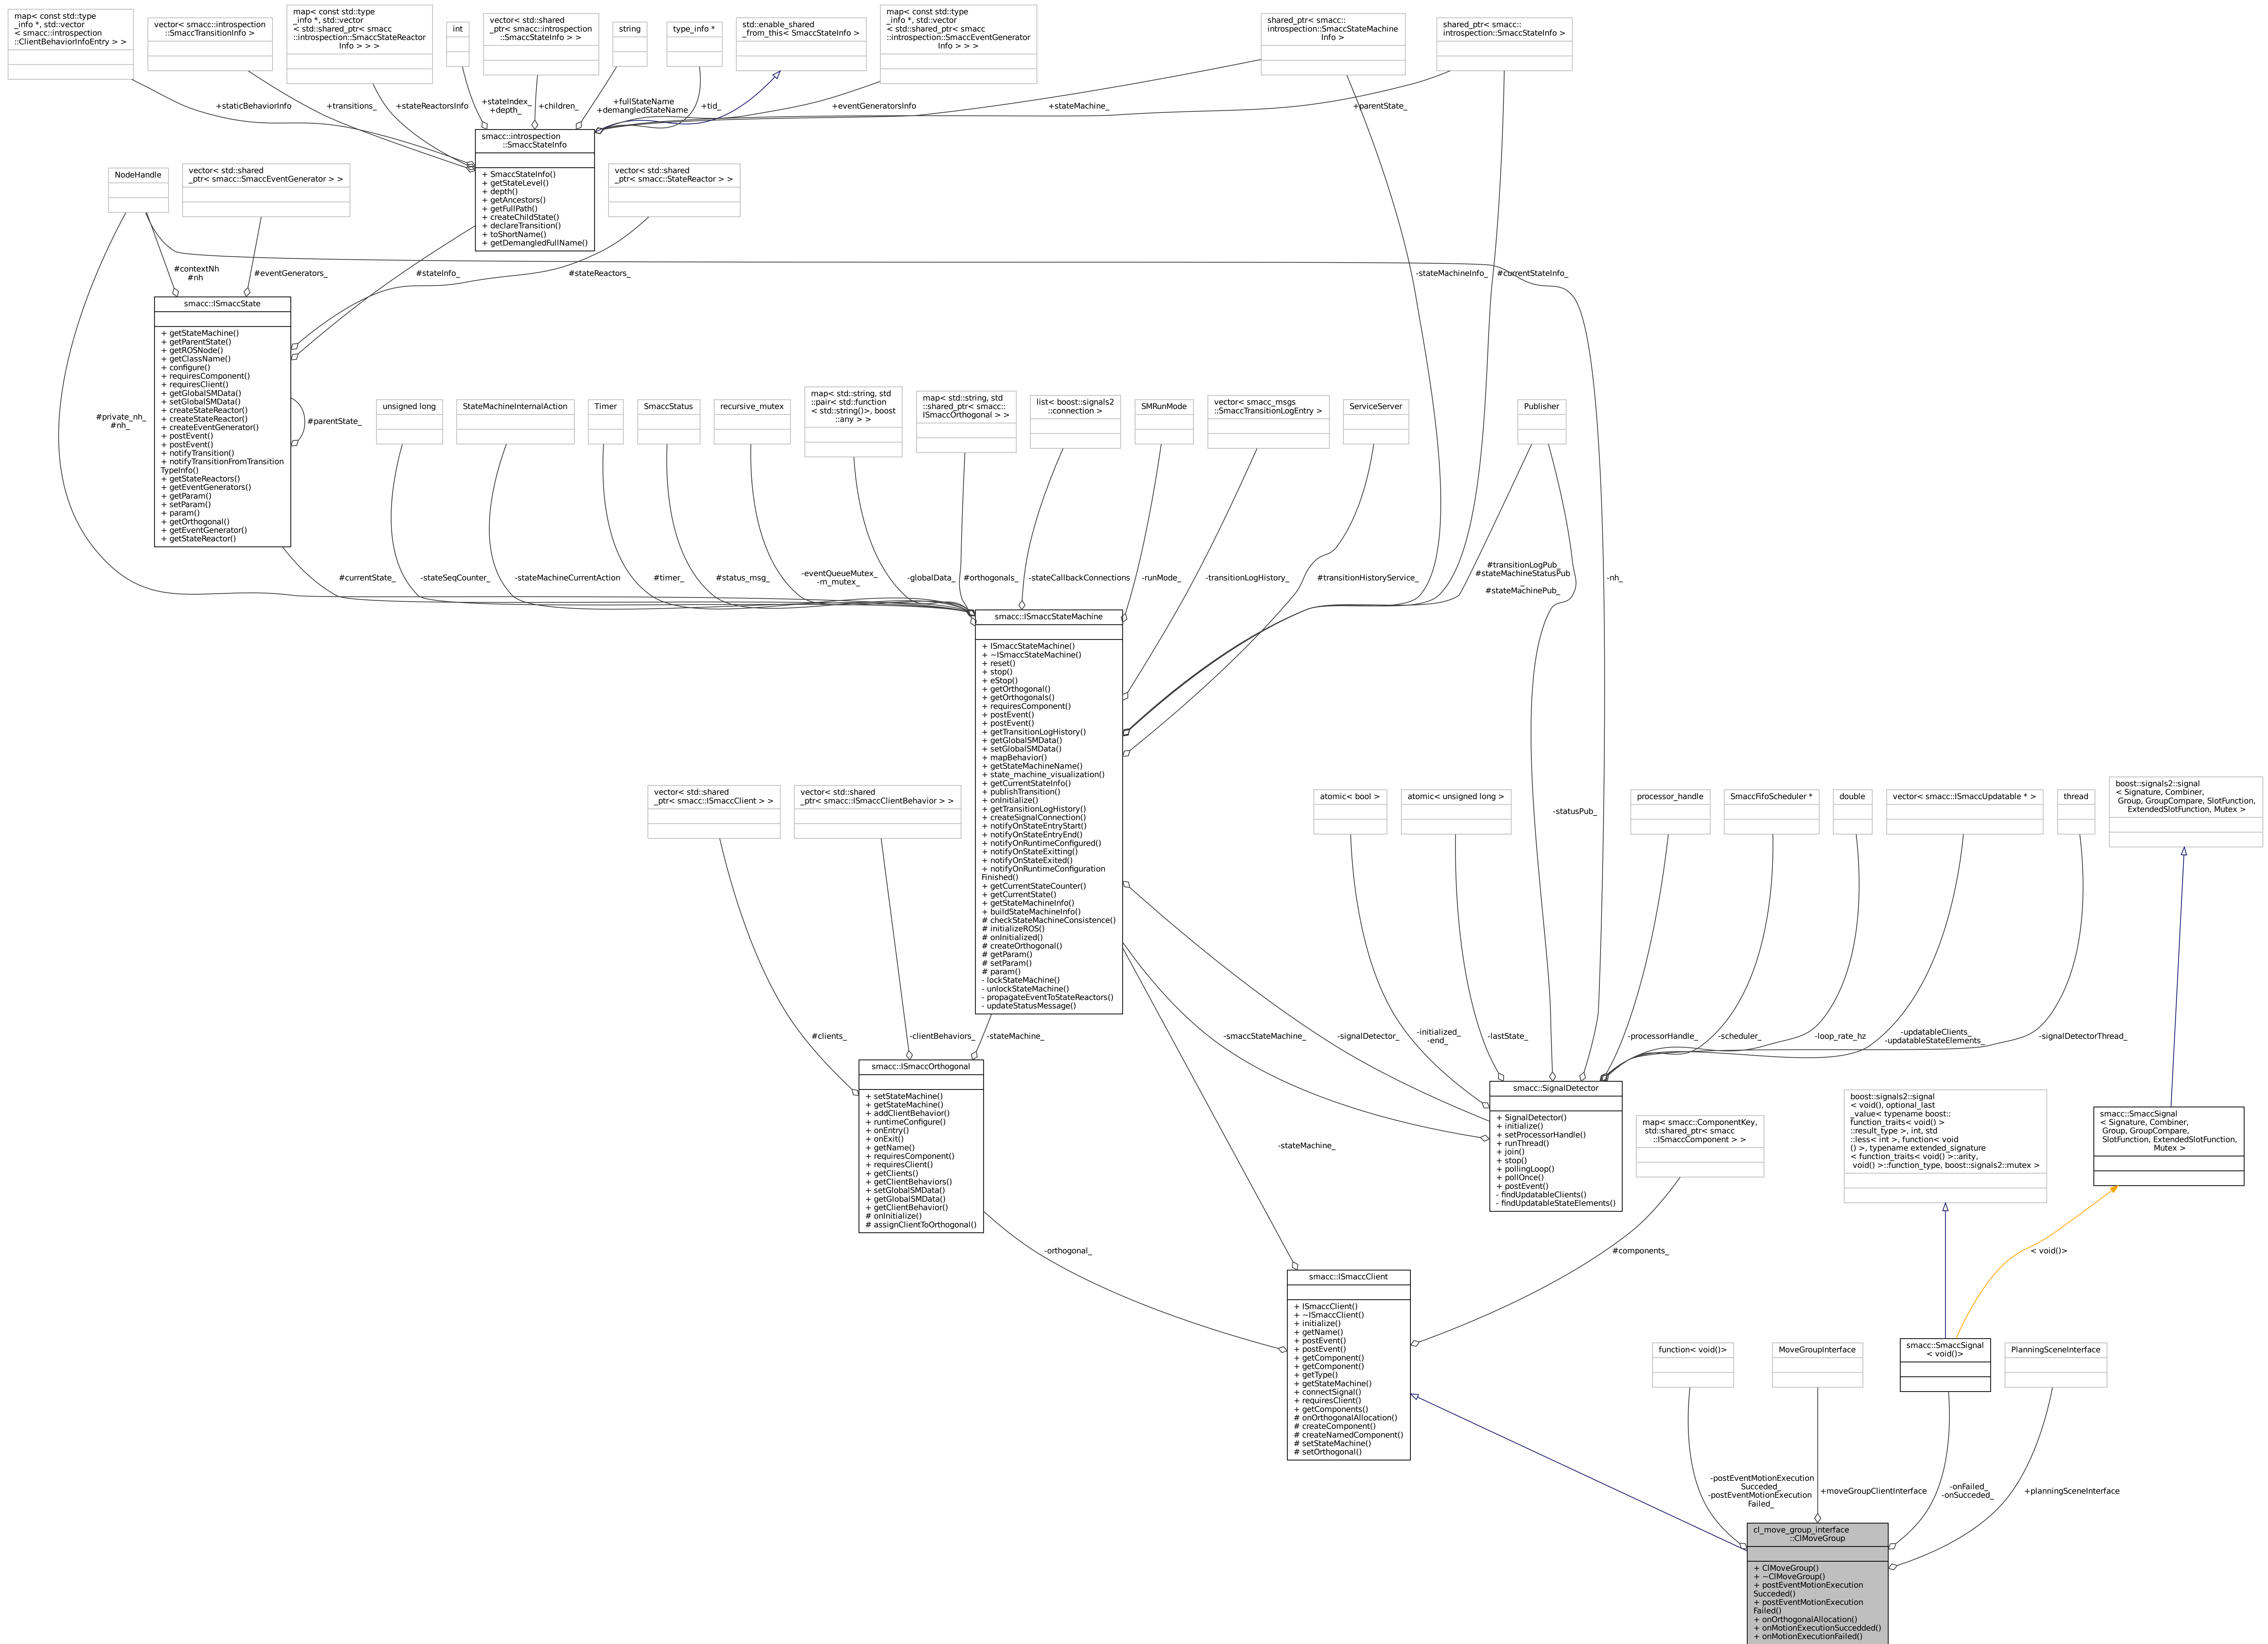 map< const std::type
_info *, std::vector
< smacc::introspection
::ClientBehaviorInfoEntry > >
vector< smacc::introspection
::SmaccTransitionInfo >
map< const std::type
_info *, std::vector
< std::shared_ptr< smacc
::introspection::SmaccStateReactor
Info > > >
int
vector< std::shared
_ptr< smacc::introspection
::SmaccStateInfo > >
string
type_info *
std::enable_shared
_from_this< SmaccStateInfo >
map< const std::type
_info *, std::vector
< std::shared_ptr< smacc
::introspection::SmaccEventGenerator
Info > > >
shared_ptr< smacc::
introspection::SmaccStateMachine
Info >
shared_ptr< smacc::
introspection::SmaccStateInfo >
+staticBehaviorInfo
+transitions_
+stateReactorsInfo
+stateIndex_
+depth_
+children_
+fullStateName
+demangledStateName
+tid_
+eventGeneratorsInfo
+stateMachine_
+parentState_
smacc::introspection
::SmaccStateInfo
+ SmaccStateInfo()
+ getStateLevel()
+ depth()
+ getAncestors()
+ getFullPath()
+ createChildState()
+ declareTransition()
+ toShortName()
+ getDemangledFullName()
NodeHandle
vector< std::shared
_ptr< smacc::SmaccEventGenerator > >
vector< std::shared
_ptr< smacc::StateReactor > >
#contextNh
#nh
#eventGenerators_
#stateInfo_
#stateReactors_
-stateMachineInfo_
#currentStateInfo_
smacc::ISmaccState
+ getStateMachine()
+ getParentState()
+ getROSNode()
+ getClassName()
+ configure()
+ requiresComponent()
+ requiresClient()
+ getGlobalSMData()
+ setGlobalSMData()
+ createStateReactor()
+ createStateReactor()
+ createEventGenerator()
+ postEvent()
+ postEvent()
+ notifyTransition()
+ notifyTransitionFromTransition
TypeInfo()
+ getStateReactors()
+ getEventGenerators()
+ getParam()
+ setParam()
+ param()
+ getOrthogonal()
+ getEventGenerator()
+ getStateReactor()
#private_nh_
#nh_
#parentState_
unsigned long
StateMachineInternalAction
Timer
SmaccStatus
recursive_mutex
map< std::string, std
::pair< std::function
< std::string()>, boost
::any > >
map< std::string, std
::shared_ptr< smacc::
ISmaccOrthogonal > >
list< boost::signals2
::connection >
SMRunMode
vector< smacc_msgs
::SmaccTransitionLogEntry >
ServiceServer
Publisher
#currentState_
-stateSeqCounter_
-stateMachineCurrentAction
#timer_
#status_msg_
-eventQueueMutex_
-m_mutex_
-globalData_
#orthogonals_
-stateCallbackConnections
-runMode_
-transitionLogHistory_
#transitionHistoryService_
#transitionLogPub_
#stateMachineStatusPub
_
#stateMachinePub_
-nh_
smacc::ISmaccStateMachine
+ ISmaccStateMachine()
+ ~ISmaccStateMachine()
+ reset()
+ stop()
+ eStop()
+ getOrthogonal()
+ getOrthogonals()
+ requiresComponent()
+ postEvent()
+ postEvent()
+ getTransitionLogHistory()
+ getGlobalSMData()
+ setGlobalSMData()
+ mapBehavior()
+ getStateMachineName()
+ state_machine_visualization()
+ getCurrentStateInfo()
+ publishTransition()
+ onInitialize()
+ getTransitionLogHistory()
+ createSignalConnection()
+ notifyOnStateEntryStart()
+ notifyOnStateEntryEnd()
+ notifyOnRuntimeConfigured()
+ notifyOnStateExitting()
+ notifyOnStateExited()
+ notifyOnRuntimeConfiguration
Finished()
+ getCurrentStateCounter()
+ getCurrentState()
+ getStateMachineInfo()
+ buildStateMachineInfo()
# checkStateMachineConsistence()
# initializeROS()
# onInitialized()
# createOrthogonal()
# getParam()
# setParam()
# param()
- lockStateMachine()
- unlockStateMachine()
- propagateEventToStateReactors()
- updateStatusMessage()
vector< std::shared
_ptr< smacc::ISmaccClient > >
vector< std::shared
_ptr< smacc::ISmaccClientBehavior > >
-statusPub_
atomic< bool >
atomic< unsigned long >
processor_handle
SmaccFifoScheduler *
double
vector< smacc::ISmaccUpdatable * >
thread
boost::signals2::signal
< Signature, Combiner,
Group, GroupCompare, SlotFunction,
ExtendedSlotFunction, Mutex >
#clients_
-clientBehaviors_
-stateMachine_
-smaccStateMachine_
-signalDetector_
-initialized_
-end_
-lastState_
-processorHandle_
-scheduler_
-loop_rate_hz
-updatableClients_
-updatableStateElements_
-signalDetectorThread_
smacc::ISmaccOrthogonal
+ setStateMachine()
+ getStateMachine()
+ addClientBehavior()
+ runtimeConfigure()
+ onEntry()
+ onExit()
+ getName()
+ requiresComponent()
+ requiresClient()
+ getClients()
+ getClientBehaviors()
+ setGlobalSMData()
+ getGlobalSMData()
+ getClientBehavior()
# onInitialize()
# assignClientToOrthogonal()
smacc::SignalDetector
+ SignalDetector()
+ initialize()
+ setProcessorHandle()
+ runThread()
+ join()
+ stop()
+ pollingLoop()
+ pollOnce()
+ postEvent()
- findUpdatableClients()
- findUpdatableStateElements()
map< smacc::ComponentKey,
std::shared_ptr< smacc
::ISmaccComponent > >
boost::signals2::signal
< void(), optional_last
_value< typename boost::
function_traits< void() >
::result_type >, int, std
::less< int >, function< void
() >, typename extended_signature
< function_traits< void() >::arity,
void() >::function_type, boost::signals2::mutex >
smacc::SmaccSignal
< Signature, Combiner,
Group, GroupCompare,
SlotFunction, ExtendedSlotFunction,
Mutex >
-stateMachine_
-orthogonal_
#components_
< void()>
smacc::ISmaccClient
+ ISmaccClient()
+ ~ISmaccClient()
+ initialize()
+ getName()
+ postEvent()
+ postEvent()
+ getComponent()
+ getComponent()
+ getType()
+ getStateMachine()
+ connectSignal()
+ requiresClient()
+ getComponents()
# onOrthogonalAllocation()
# createComponent()
# createNamedComponent()
# setStateMachine()
# setOrthogonal()
function< void()>
MoveGroupInterface
smacc::SmaccSignal
< void()>
PlanningSceneInterface
-postEventMotionExecution
Succeded_
-postEventMotionExecution
Failed_
+moveGroupClientInterface
-onFailed_
-onSucceded_
+planningSceneInterface
cl_move_group_interface
::ClMoveGroup
+ ClMoveGroup()
+ ~ClMoveGroup()
+ postEventMotionExecution
Succeded()
+ postEventMotionExecution
Failed()
+ onOrthogonalAllocation()
+ onMotionExecutionSuccedded()
+ onMotionExecutionFailed()